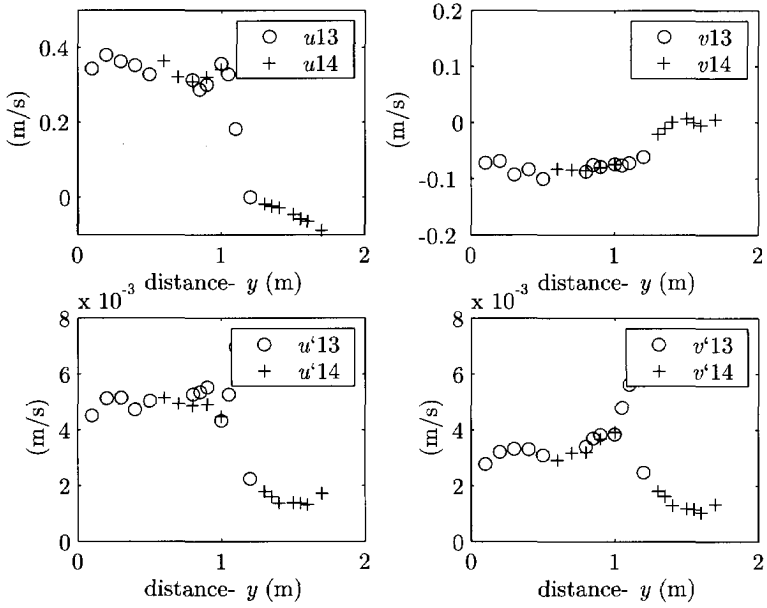 0.4
0.2
0
(m/s)
u13
u14
0
1
2
distance- y (m)
0.2
0.1
0
-0.1
-0.2
(m/s)
v13
v14
0
1
2
distance- y (m)
x 10⁻³
8
6
4
2
0
(m/s)
u‘13
u‘14
0
1
2
distance- y (m)
x 10⁻³
8
6
4
2
0
(m/s)
v‘13
v‘14
0
1
2
distance- y (m)